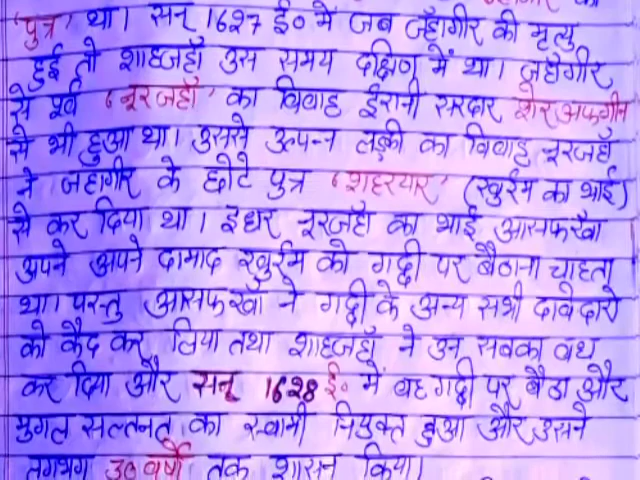 'पुत्र' था। सन् 1627 ई० में जब जहाँगीर की मृत्यु
हुई तो शाहजहाँ उस समय दक्षिण में था। जहाँगीर
से पूर्व 'नूरजहाँ' का विवाह ईरानी सरदार शेर अफगीन
से भी हुआ था। उससे उत्पन्न लड़की का विवाह नूरजहाँ
ने जहाँगीर के छोटे पुत्र 'शहरयार' (खुर्रम का भाई)
से कर दिया था। इधर नूरजहाँ का भाई आसफखाँ
अपने अपने दामाद खुर्रम को गद्दी पर बैठाना चाहता
था। परन्तु आसफखाँ ने गद्दी के अन्य सभी दावेदारों
को कैद कर लिया तथा शाहजहाँ ने उन सबका वध
कर दिया और सन् 1628 ई० में वह गद्दी पर बैठा और
मुगल सल्तनत का स्वामी नियुक्त हुआ और उसने
लगभग 30 वर्षों तक शासन किया।